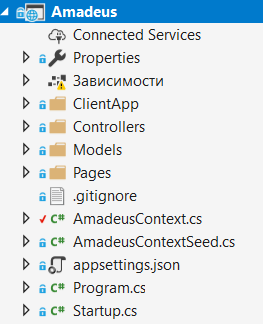 Amadeus
Connected Services
Properties
Зависимости
ClientApp
Controllers
Models
Pages
.gitignore
C# AmadeusContext.cs
C# AmadeusContextSeed.cs
appsettings.json
C# Program.cs
C# Startup.cs